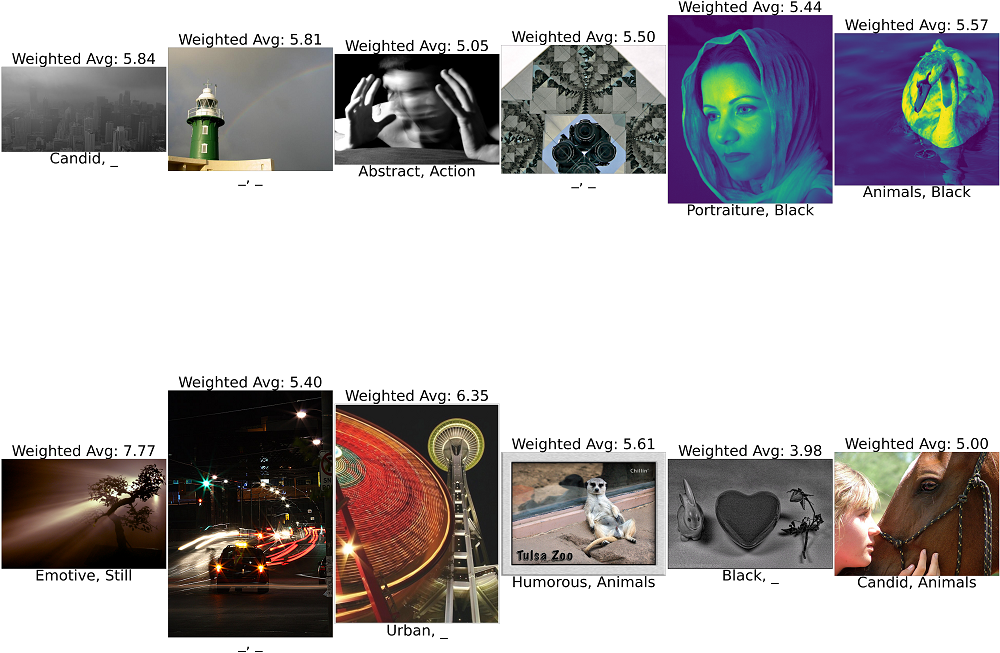 Weighted Avg: 5.84
Candid, _
Weighted Avg: 5.81
_, _
Weighted Avg: 5.05
Abstract, Action
Weighted Avg: 5.50
_, _
Weighted Avg: 5.44
Portraiture, Black
Weighted Avg: 5.57
Animals, Black
Weighted Avg: 7.77
Emotive, Still
Weighted Avg: 5.40
_, _
Weighted Avg: 6.35
Urban, _
Weighted Avg: 5.61
Chillin'
Tulsa Zoo
Humorous, Animals
Weighted Avg: 3.98
Black, _
Weighted Avg: 5.00
Candid, Animals